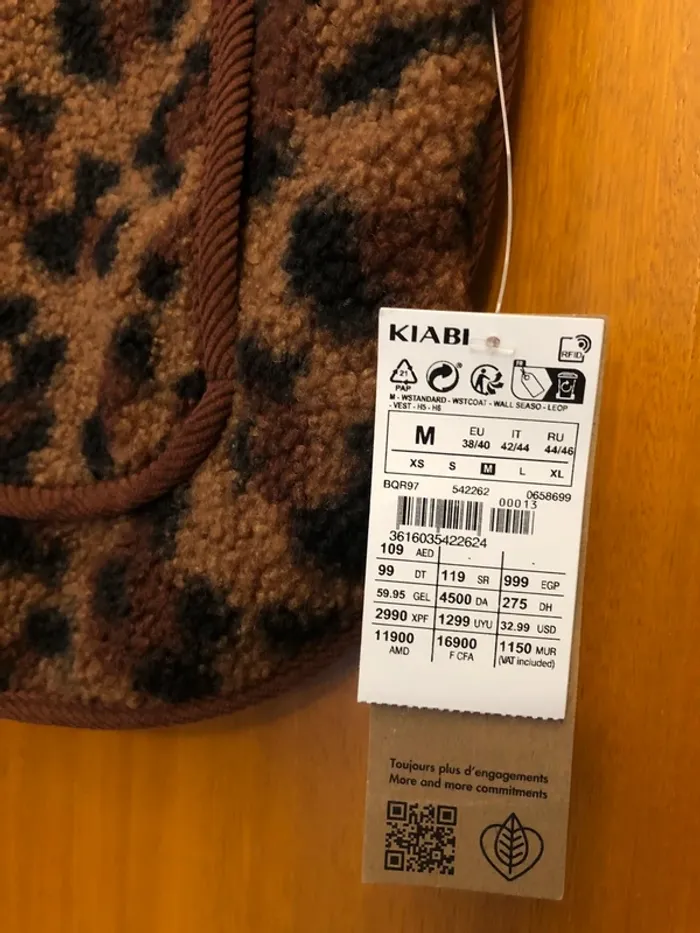 KIABI
RFID
21
PAP
FR
M - WSTANDARD - WSTCOAT - WALL SEASO - LEOP
- VEST - H5 - H6
M EU 38/40 IT 42/44 RU 44/46
XS S M L XL
BQR97 542262 0658699
00013
3616035422624
109 AED - -
99 DT 119 SR 999 EGP
59.95 GEL 4500 DA 275 DH
2990 XPF 1299 UYU 32.99 USD
11900 AMD 16900 F CFA 1150 MUR
(VAT included)
Toujours plus d'engagements
More and more commitments